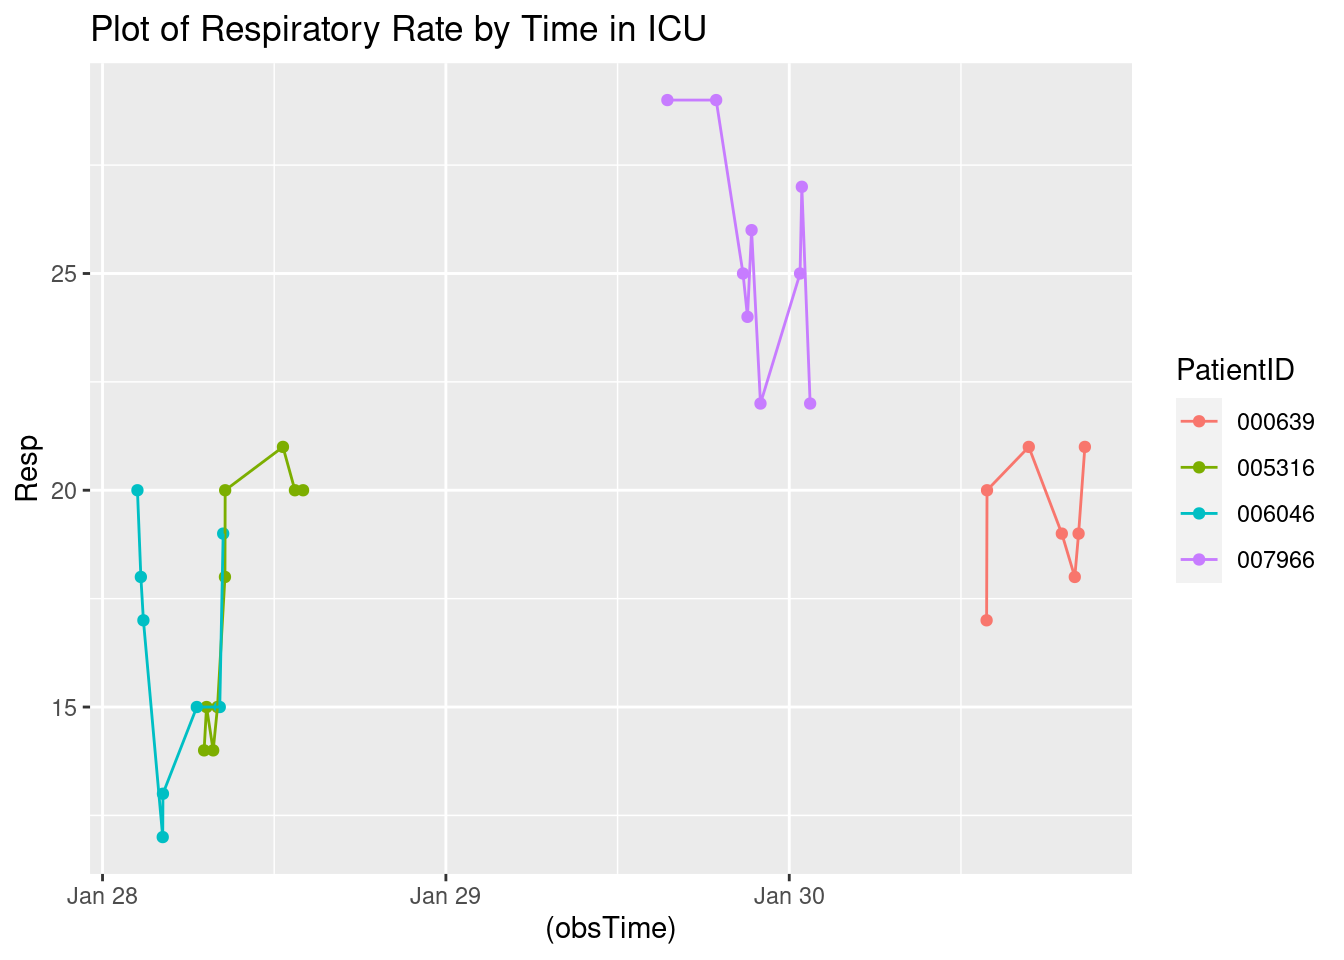 Plot of Respiratory Rate by Time in ICU
Resp
25
20
15
Jan 28
Jan 29
Jan 30
(obsTime)
PatientID
000639
005316
006046
007966